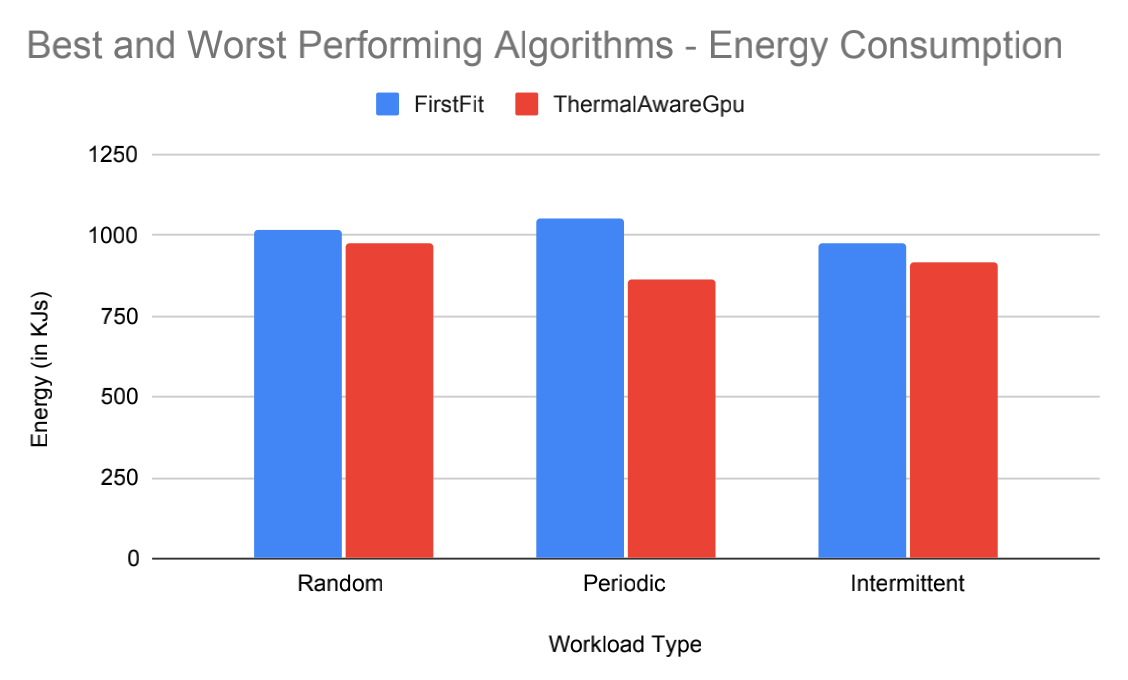 Best and Worst Performing Algorithms - Energy Consumption
FirstFit ThermalAwareGpu
1250
1000
750
500
250
0
Energy (in KJs)
Random Periodic Intermittent
Workload Type